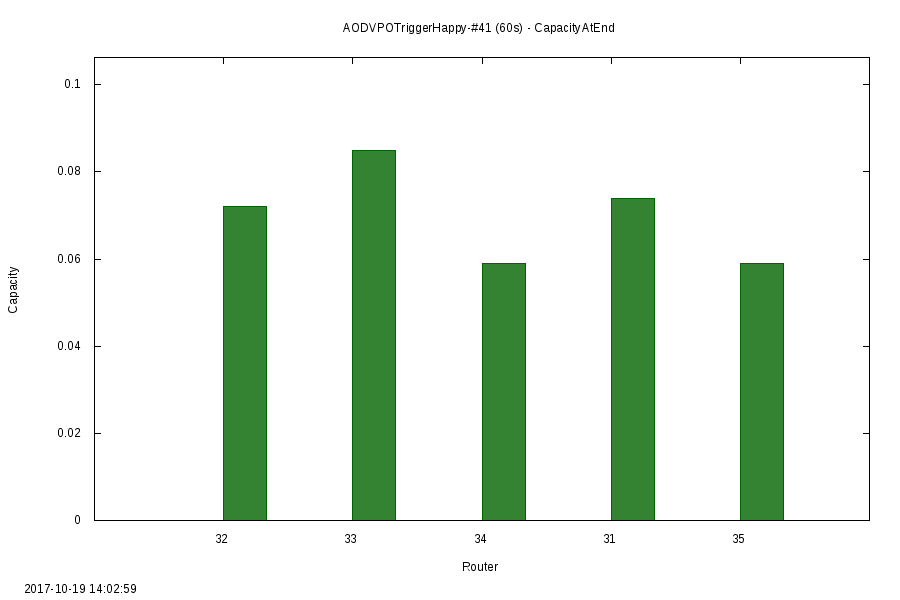 AODVPOTriggerHappy-#41 (60s) - CapacityAtEnd
0.1
0.08
0.06
0.04
0.02
0
Capacity
32 33 34 31 35
Router
2017-10-19 14:02:59